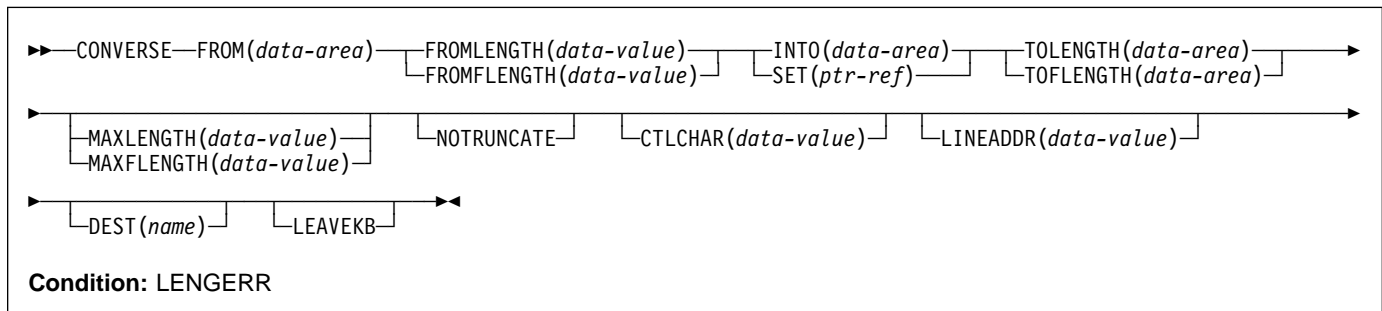 CONVERSE FROM(data-area) FROMLENGTH(data-value) INTO(data-area) TOLENGTH(data-area)
FROMFLENGTH(data-value) SET(ptr-ref) TOFLENGTH(data-area)
MAXLENGTH(data-value) NOTRUNCATE CTLCHAR(data-value) LINEADDR(data-value)
MAXFLENGTH(data-value)
DEST(name) LEAVEKB
Condition: LENGERR